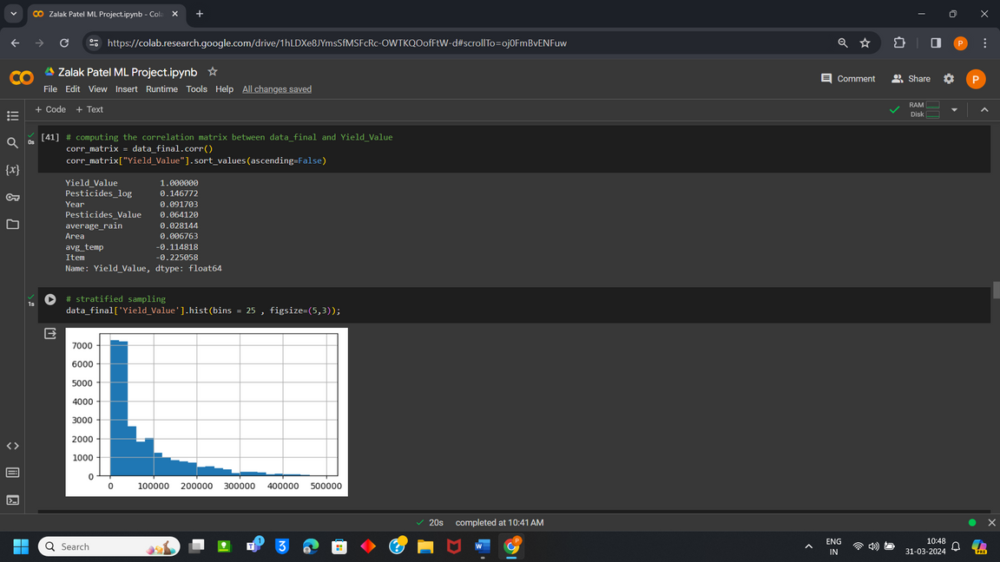 Zalak Patel ML Project.ipynb - Cola
https://colab.research.google.com/drive/1hLDXe8JYmsSfMSFcRc-OWTKQOofFtW-d#scrollTo=oj0FmBvENFuw
P
CO
Zalak Patel ML Project.ipynb
File Edit View Insert Runtime Tools Help All changes saved
Comment
Share
P
+ Code + Text
RAM
Disk
[41] # computing the correlation matrix between data_final and Yield_Value
0s
corr_matrix = data_final.corr()
corr_matrix["Yield_Value"].sort_values(ascending=False)
{x}
Yield_Value 1.000000
Pesticides_log 0.146772
Year 0.091703
Pesticides_Value 0.064120
average_rain 0.028144
Area 0.006763
avg_temp -0.114818
Item -0.225058
Name: Yield_Value, dtype: float64
1s
# stratified sampling
data_final['Yield_Value'].hist(bins = 25 , figsize=(5,3));
7000
6000
5000
4000
3000
2000
1000
0
0 100000 200000 300000 400000 500000
20s completed at 10:41 AM
Search
1
3
W
P
ENG
IN
10:48
31-03-2024
PRE